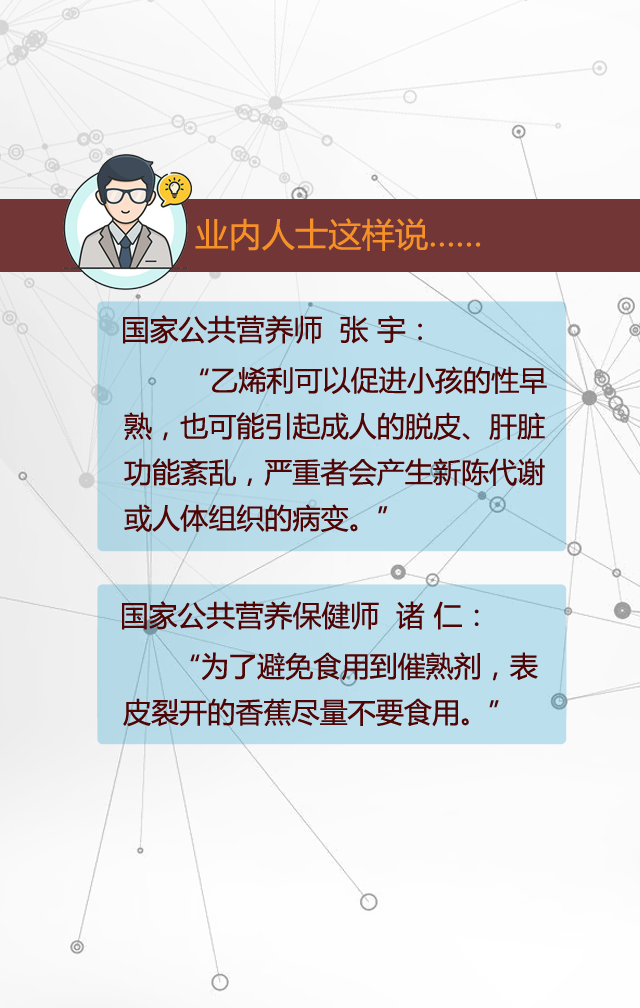 业内人士这样说......
国家公共营养师 张 宇：
“乙烯利可以促进小孩的性早
熟，也可能引起成人的脱皮、肝脏
功能紊乱，严重者会产生新陈代谢
或人体组织的病变。”
国家公共营养保健师 诸 仁：
“为了避免食用到催熟剂，表
皮裂开的香蕉尽量不要食用。”